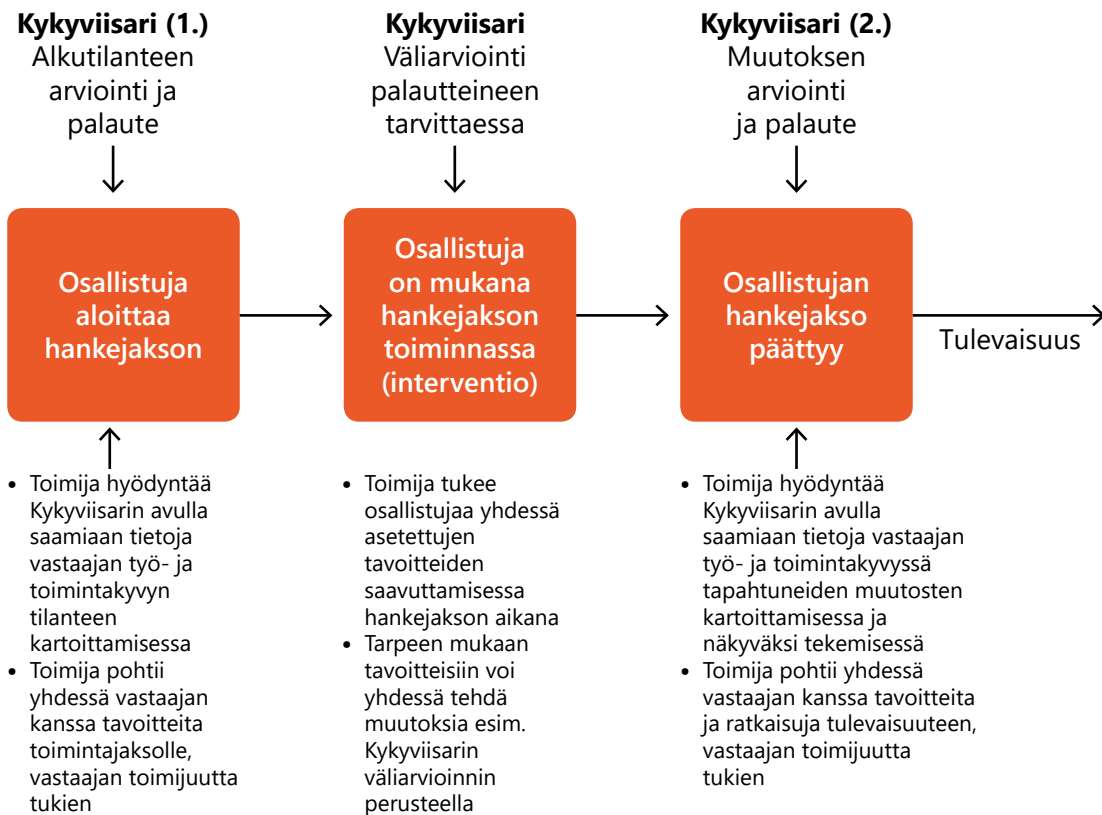 Kykyviisari (1.)
Alkutilanteen
arviointi ja
palaute
Kykyviisari
Väliarviointi
palautteineen
tarvittaessa
Kykyviisari (2.)
Muutoksen
arviointi
ja palaute
Osallistuja
aloittaa
hankejakson
Osallistuja
on mukana
hankejakson
toiminnassa
(interventio)
Osallistujan
hankejakso
päättyy
Tulevaisuus
• Toimija hyödyntää
Kykyviisarin avulla
saamiaan tietoja
vastaajan työ- ja
toimintakyvyn
tilanteen
kartoittamisessa
• Toimija pohtii
yhdessä vastaajan
kanssa tavoitteita
toimintajaksolle,
vastaajan toimijuutta
tukien
• Toimija tukee
osallistujaa yhdessä
asetettujen
tavoitteiden
saavuttamisessa
hankejakson aikana
• Tarpeen mukaan
tavoitteisiin voi
yhdessä tehdä
muutoksia esim.
Kykyviisarin
väliarvioinnin
perusteella
• Toimija hyödyntää
Kykyviisarin avulla
saamiaan tietoja vastaajan
työ- ja toimintakyvyssä
tapahtuneiden muutosten
kartoittamisessa ja
näkyväksi tekemisessä
• Toimija pohtii yhdessä
vastaajan kanssa tavoitteita
ja ratkaisuja tulevaisuuteen,
vastaajan toimijuutta
tukien